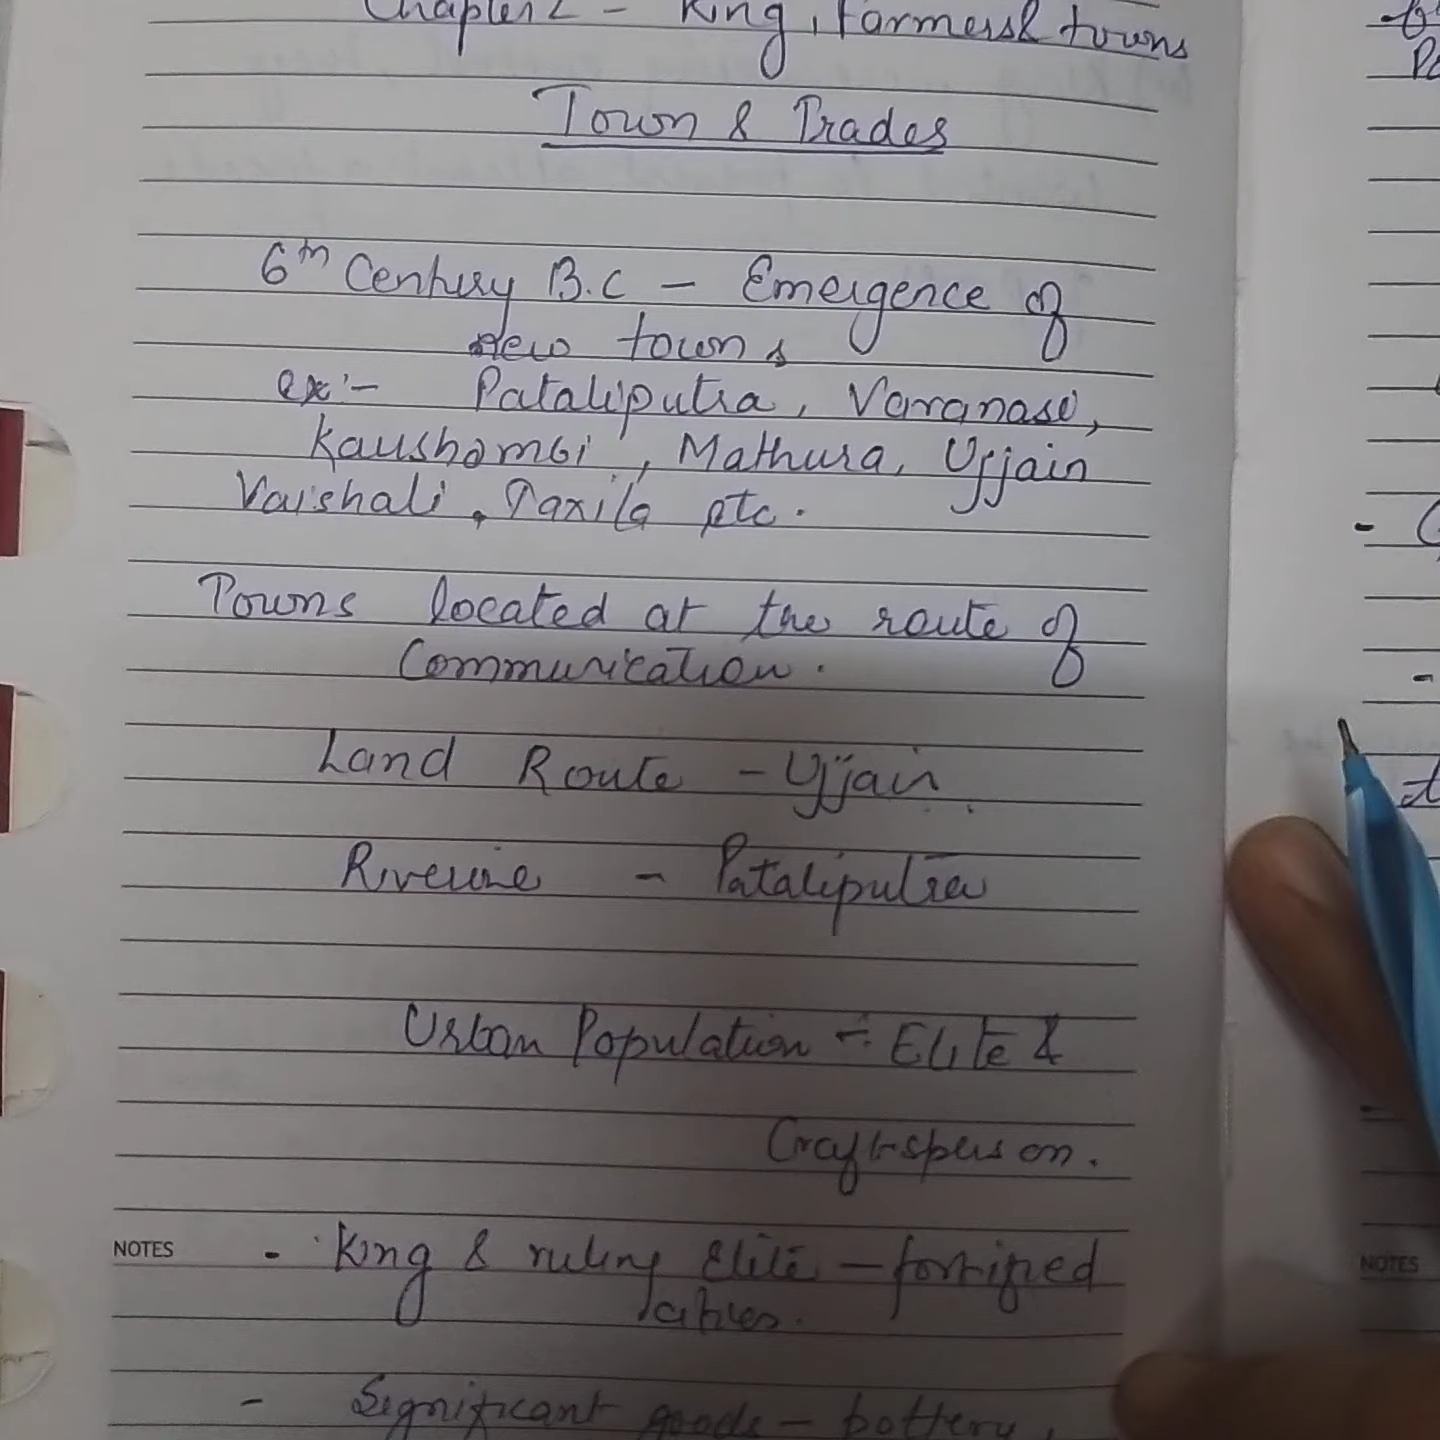 Chapter 2 - King, farmers & towns
Town & Trades
6th Century B.C - Emergence of
new towns
ex:- Pataliputra, Varanasi,
Kaushambi, Mathura, Ujjain
Vaishali, Taxila etc.
Towns located at the route of
Communication.
Land Route - Ujjain.
Riverine - Pataliputra
Urban Population :- Elite &
Craftsperson.
NOTES
- King & ruling Elite - fortified
cities.
- Significant goods - pottery,
NOTES